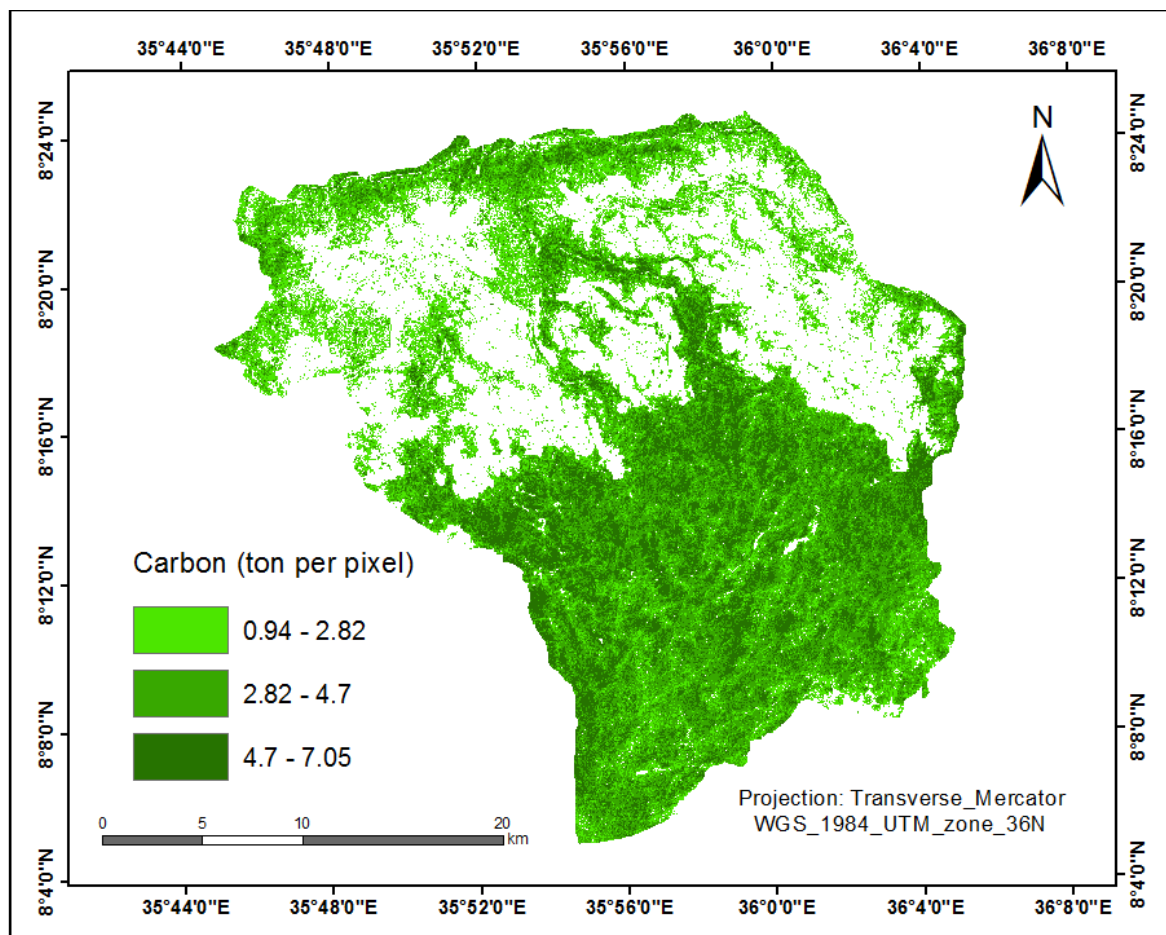 35°44'0"E 35°48'0"E 35°52'0"E 35°56'0"E 36°0'0"E 36°4'0"E 36°8'0"E
8°24'0"N
8°20'0"N
8°16'0"N
8°12'0"N
8°8'0"N
8°4'0"N
N
8°24'0"N
8°20'0"N
8°16'0"N
8°12'0"N
8°8'0"N
8°4'0"N
Carbon (ton per pixel)
0.94 - 2.82
2.82 - 4.7
4.7 - 7.05
0 5 10 20
km
Projection: Transverse_Mercator
WGS_1984_UTM_zone_36N
35°44'0"E 35°48'0"E 35°52'0"E 35°56'0"E 36°0'0"E 36°4'0"E 36°8'0"E